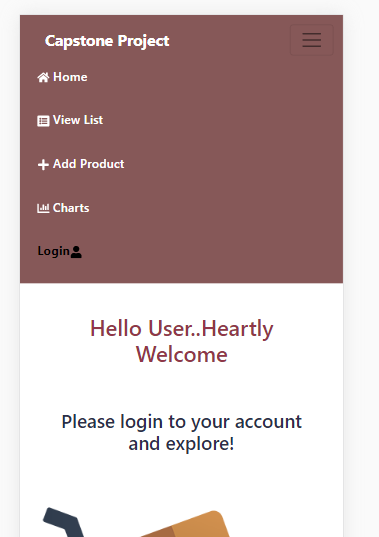 Capstone Project
Home
View List
Add Product
Charts
Login
Hello User..Heartly
Welcome
Please login to your account
and explore!